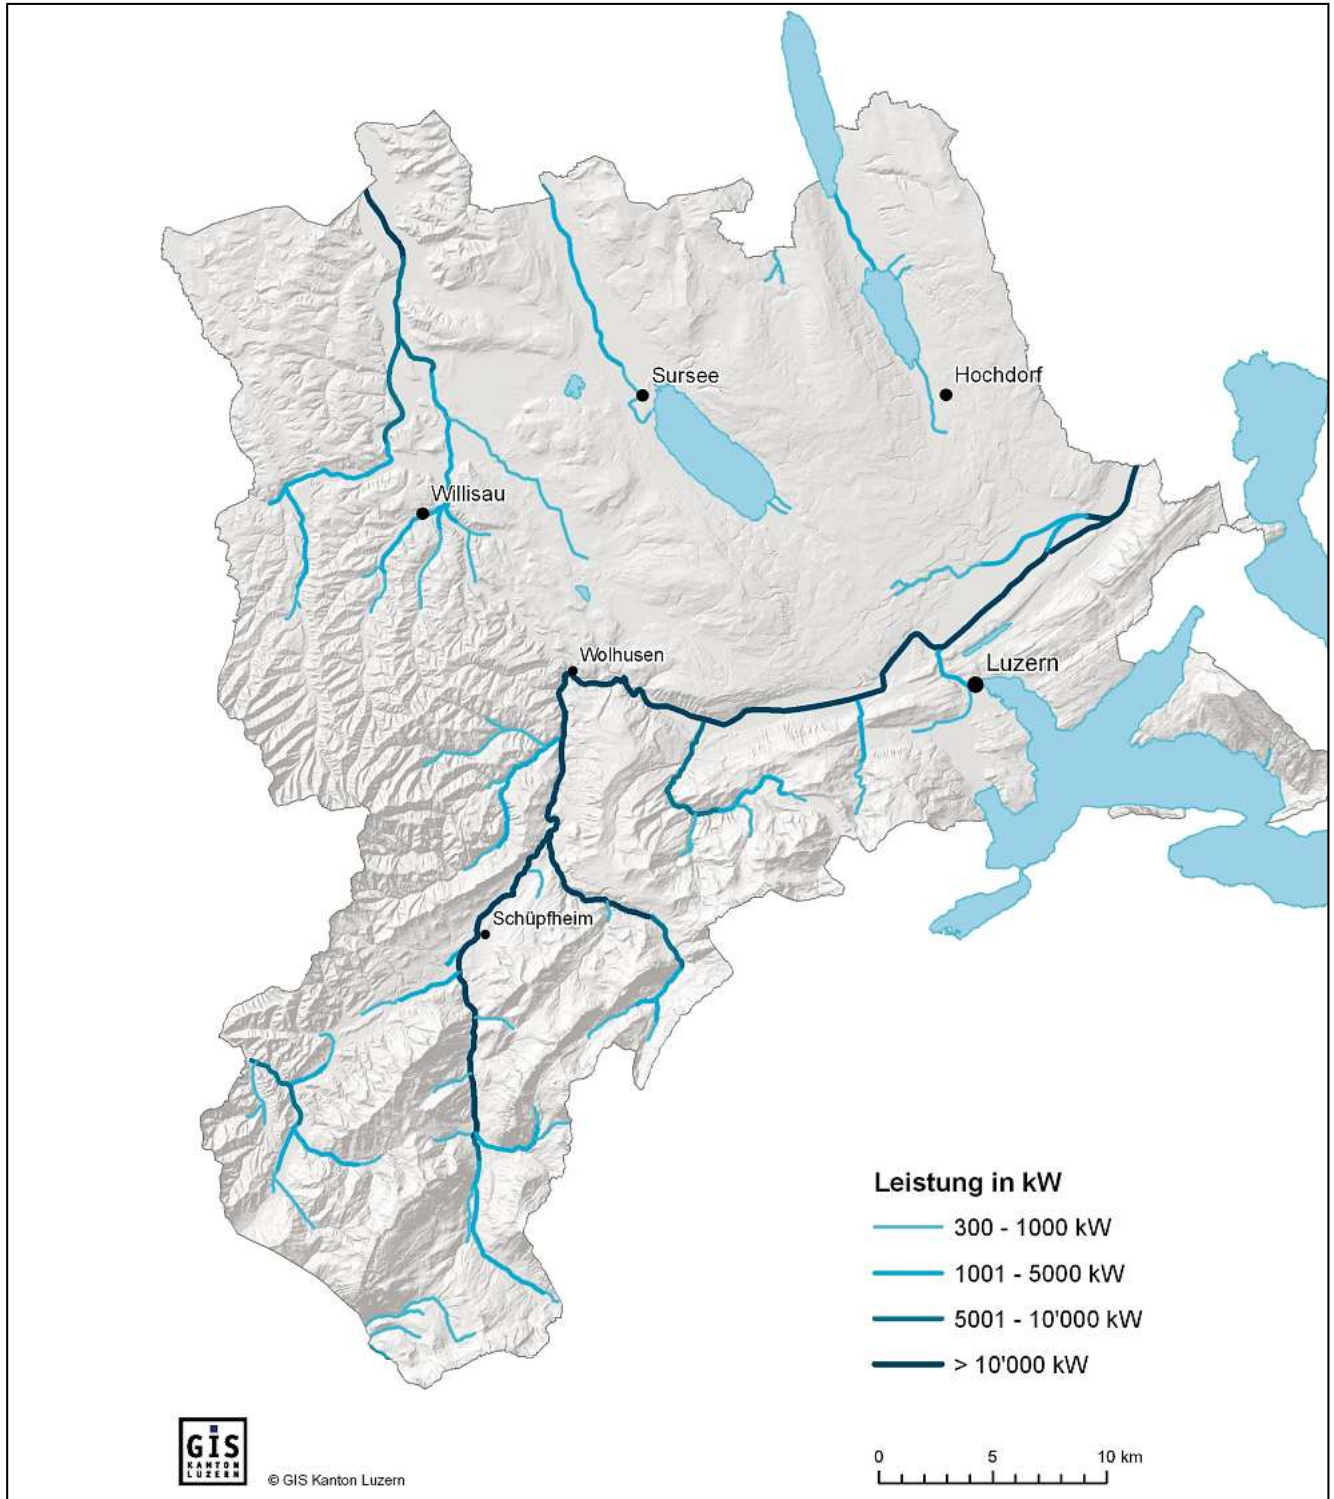 Sursee
Hochdorf
Willisau
Wolhusen
Luzern
Schüpfheim
Leistung in kW
300 - 1000 kW
1001 - 5000 kW
5001 - 10'000 kW
> 10'000 kW
GIS
KANTON
LUZERN
© GIS Kanton Luzern
0 5 10 km